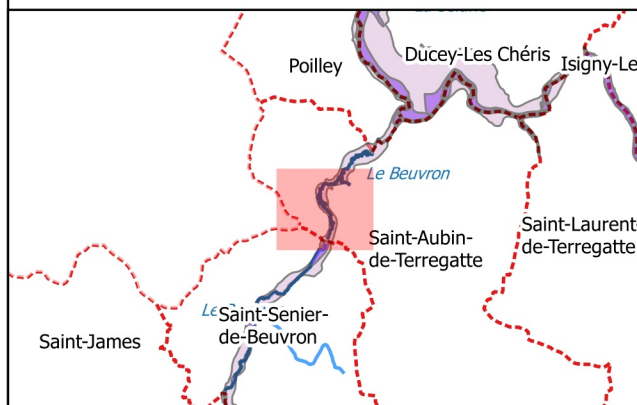 Ducey-Les Chéris
Poilley
Isigny-Le
Le Beuvron
Saint-Aubin-
de-Terregatte
Saint-Laurent-
de-Terregatte
Saint-Senier-
de-Beuvron
Saint-James